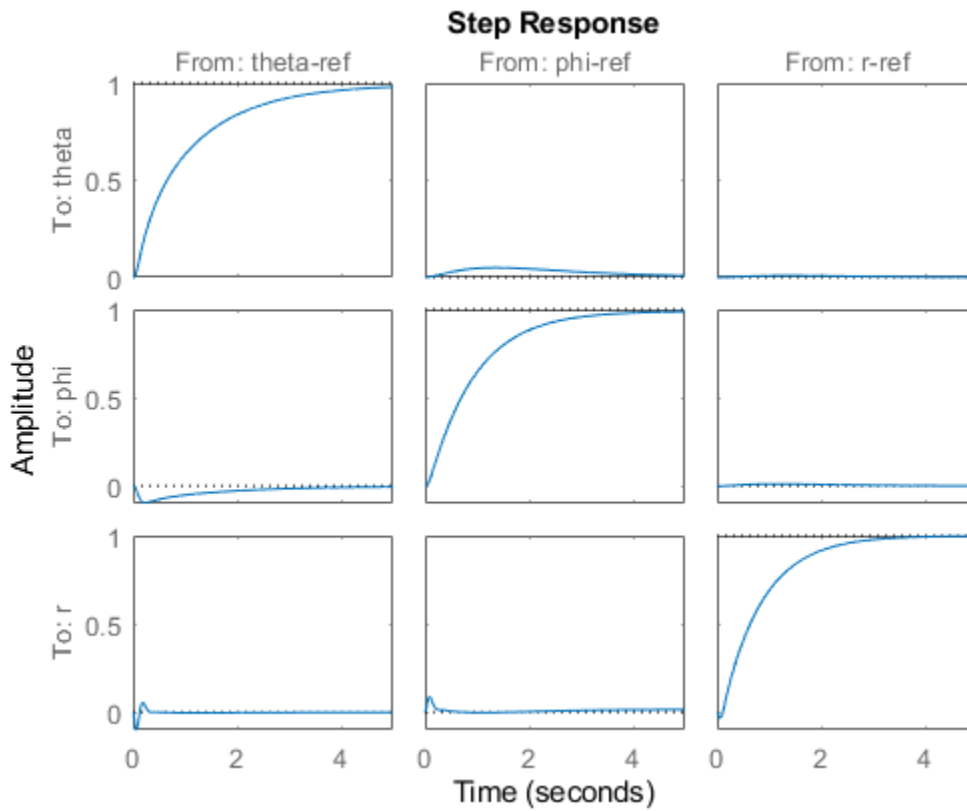 Step Response
From: theta-ref
From: phi-ref
From: r-ref
Amplitude
To: theta
1
0.5
0
To: phi
1
0.5
0
To: r
1
0.5
0
0 2 4
0 2 4
0 2 4
Time (seconds)